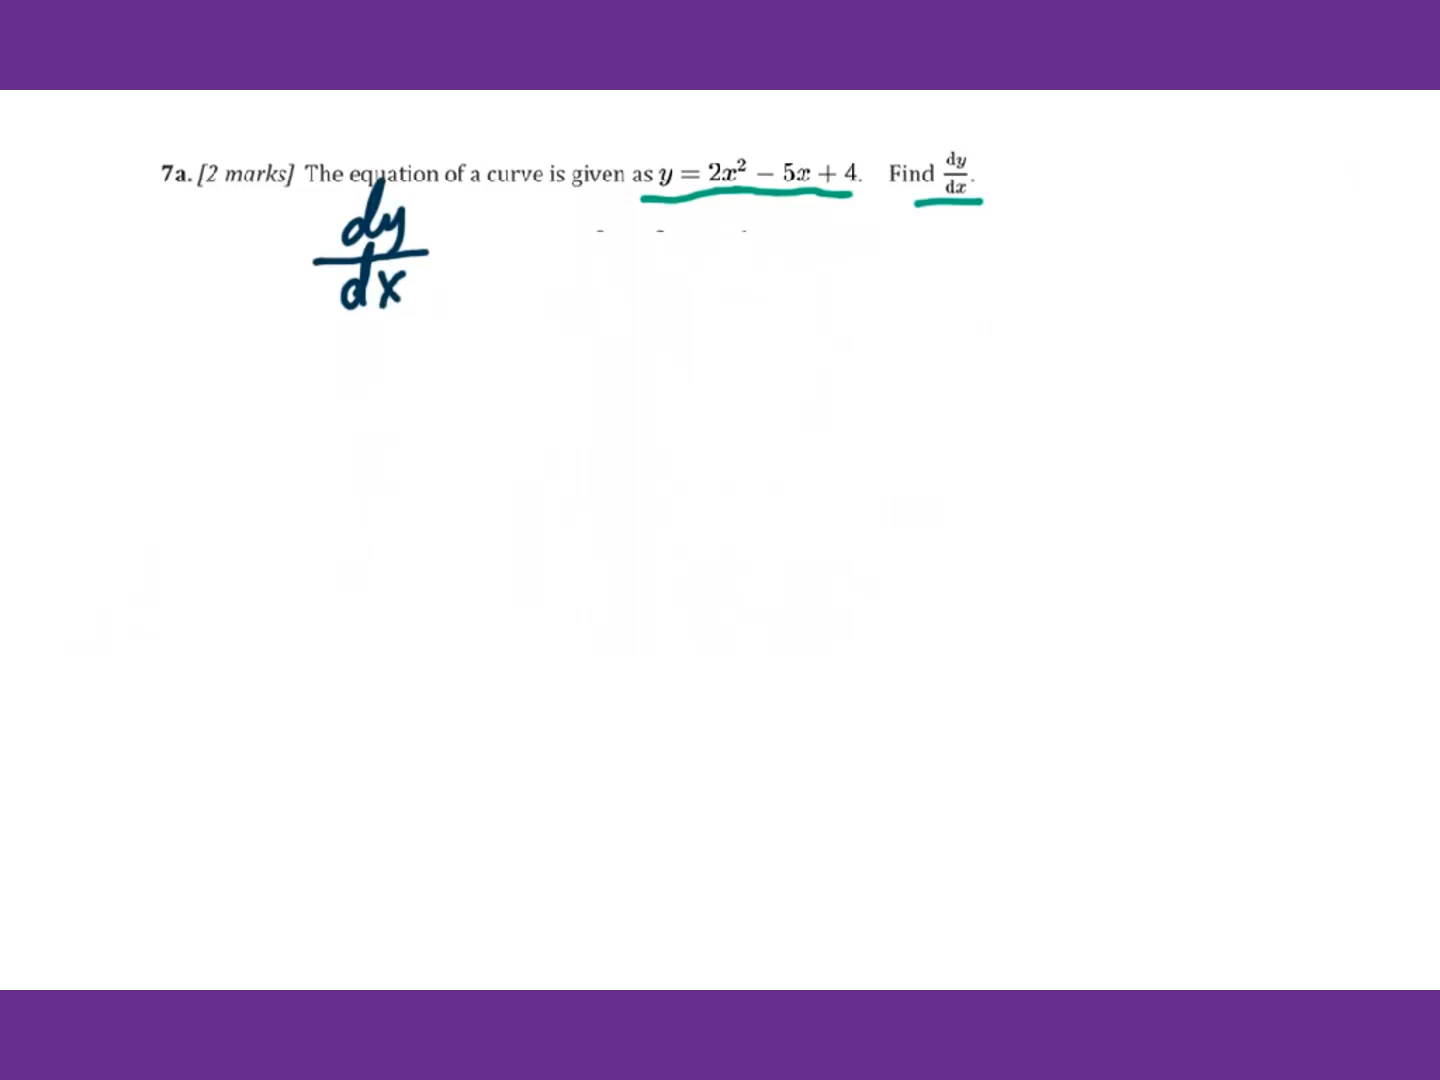 7a. [2 marks] The equation of a curve is given as y = 2x² − 5x + 4. Find dy/dx.
dy/dx